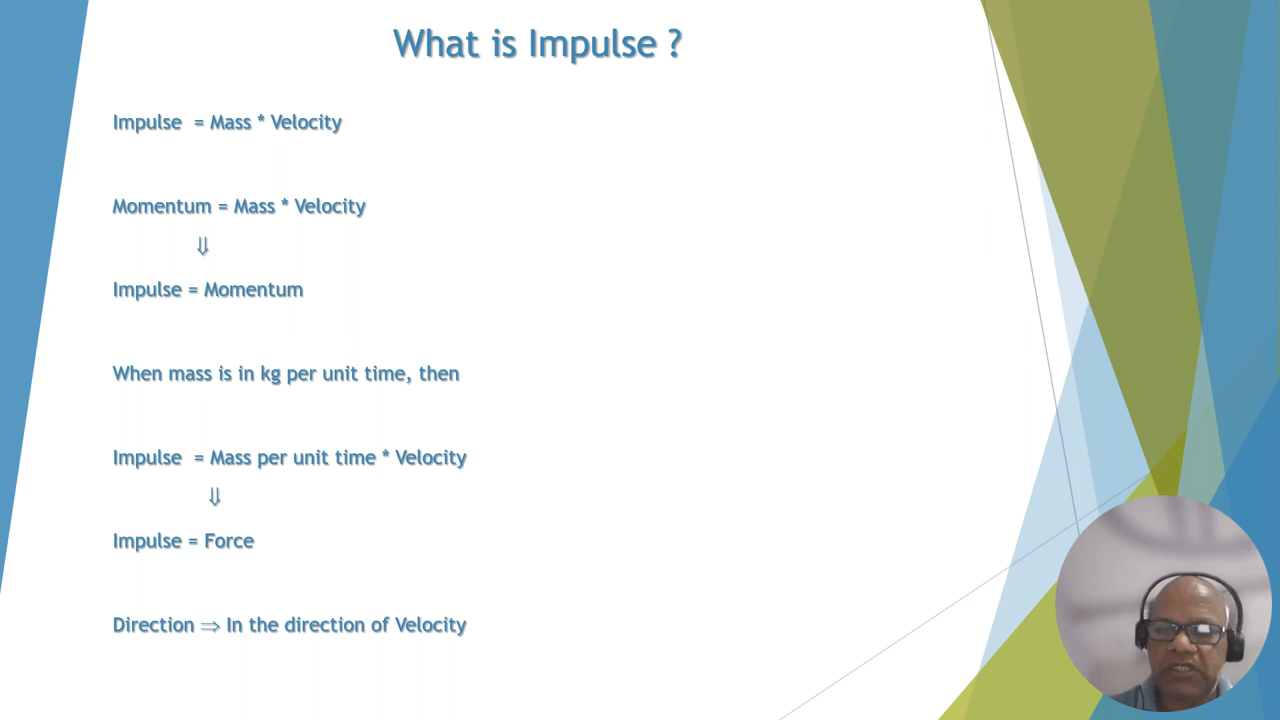 What is Impulse ?
Impulse = Mass * Velocity
Momentum = Mass * Velocity
⇓
Impulse = Momentum
When mass is in kg per unit time, then
Impulse = Mass per unit time * Velocity
⇓
Impulse = Force
Direction ⇒ In the direction of Velocity